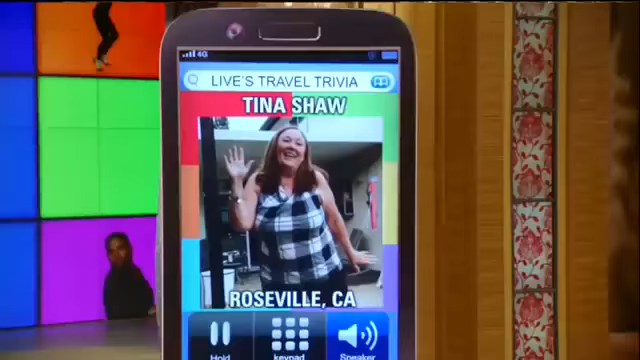 4G
LIVE'S TRAVEL TRIVIA
TINA SHAW
ROSEVILLE, CA
Hold keypad Speaker